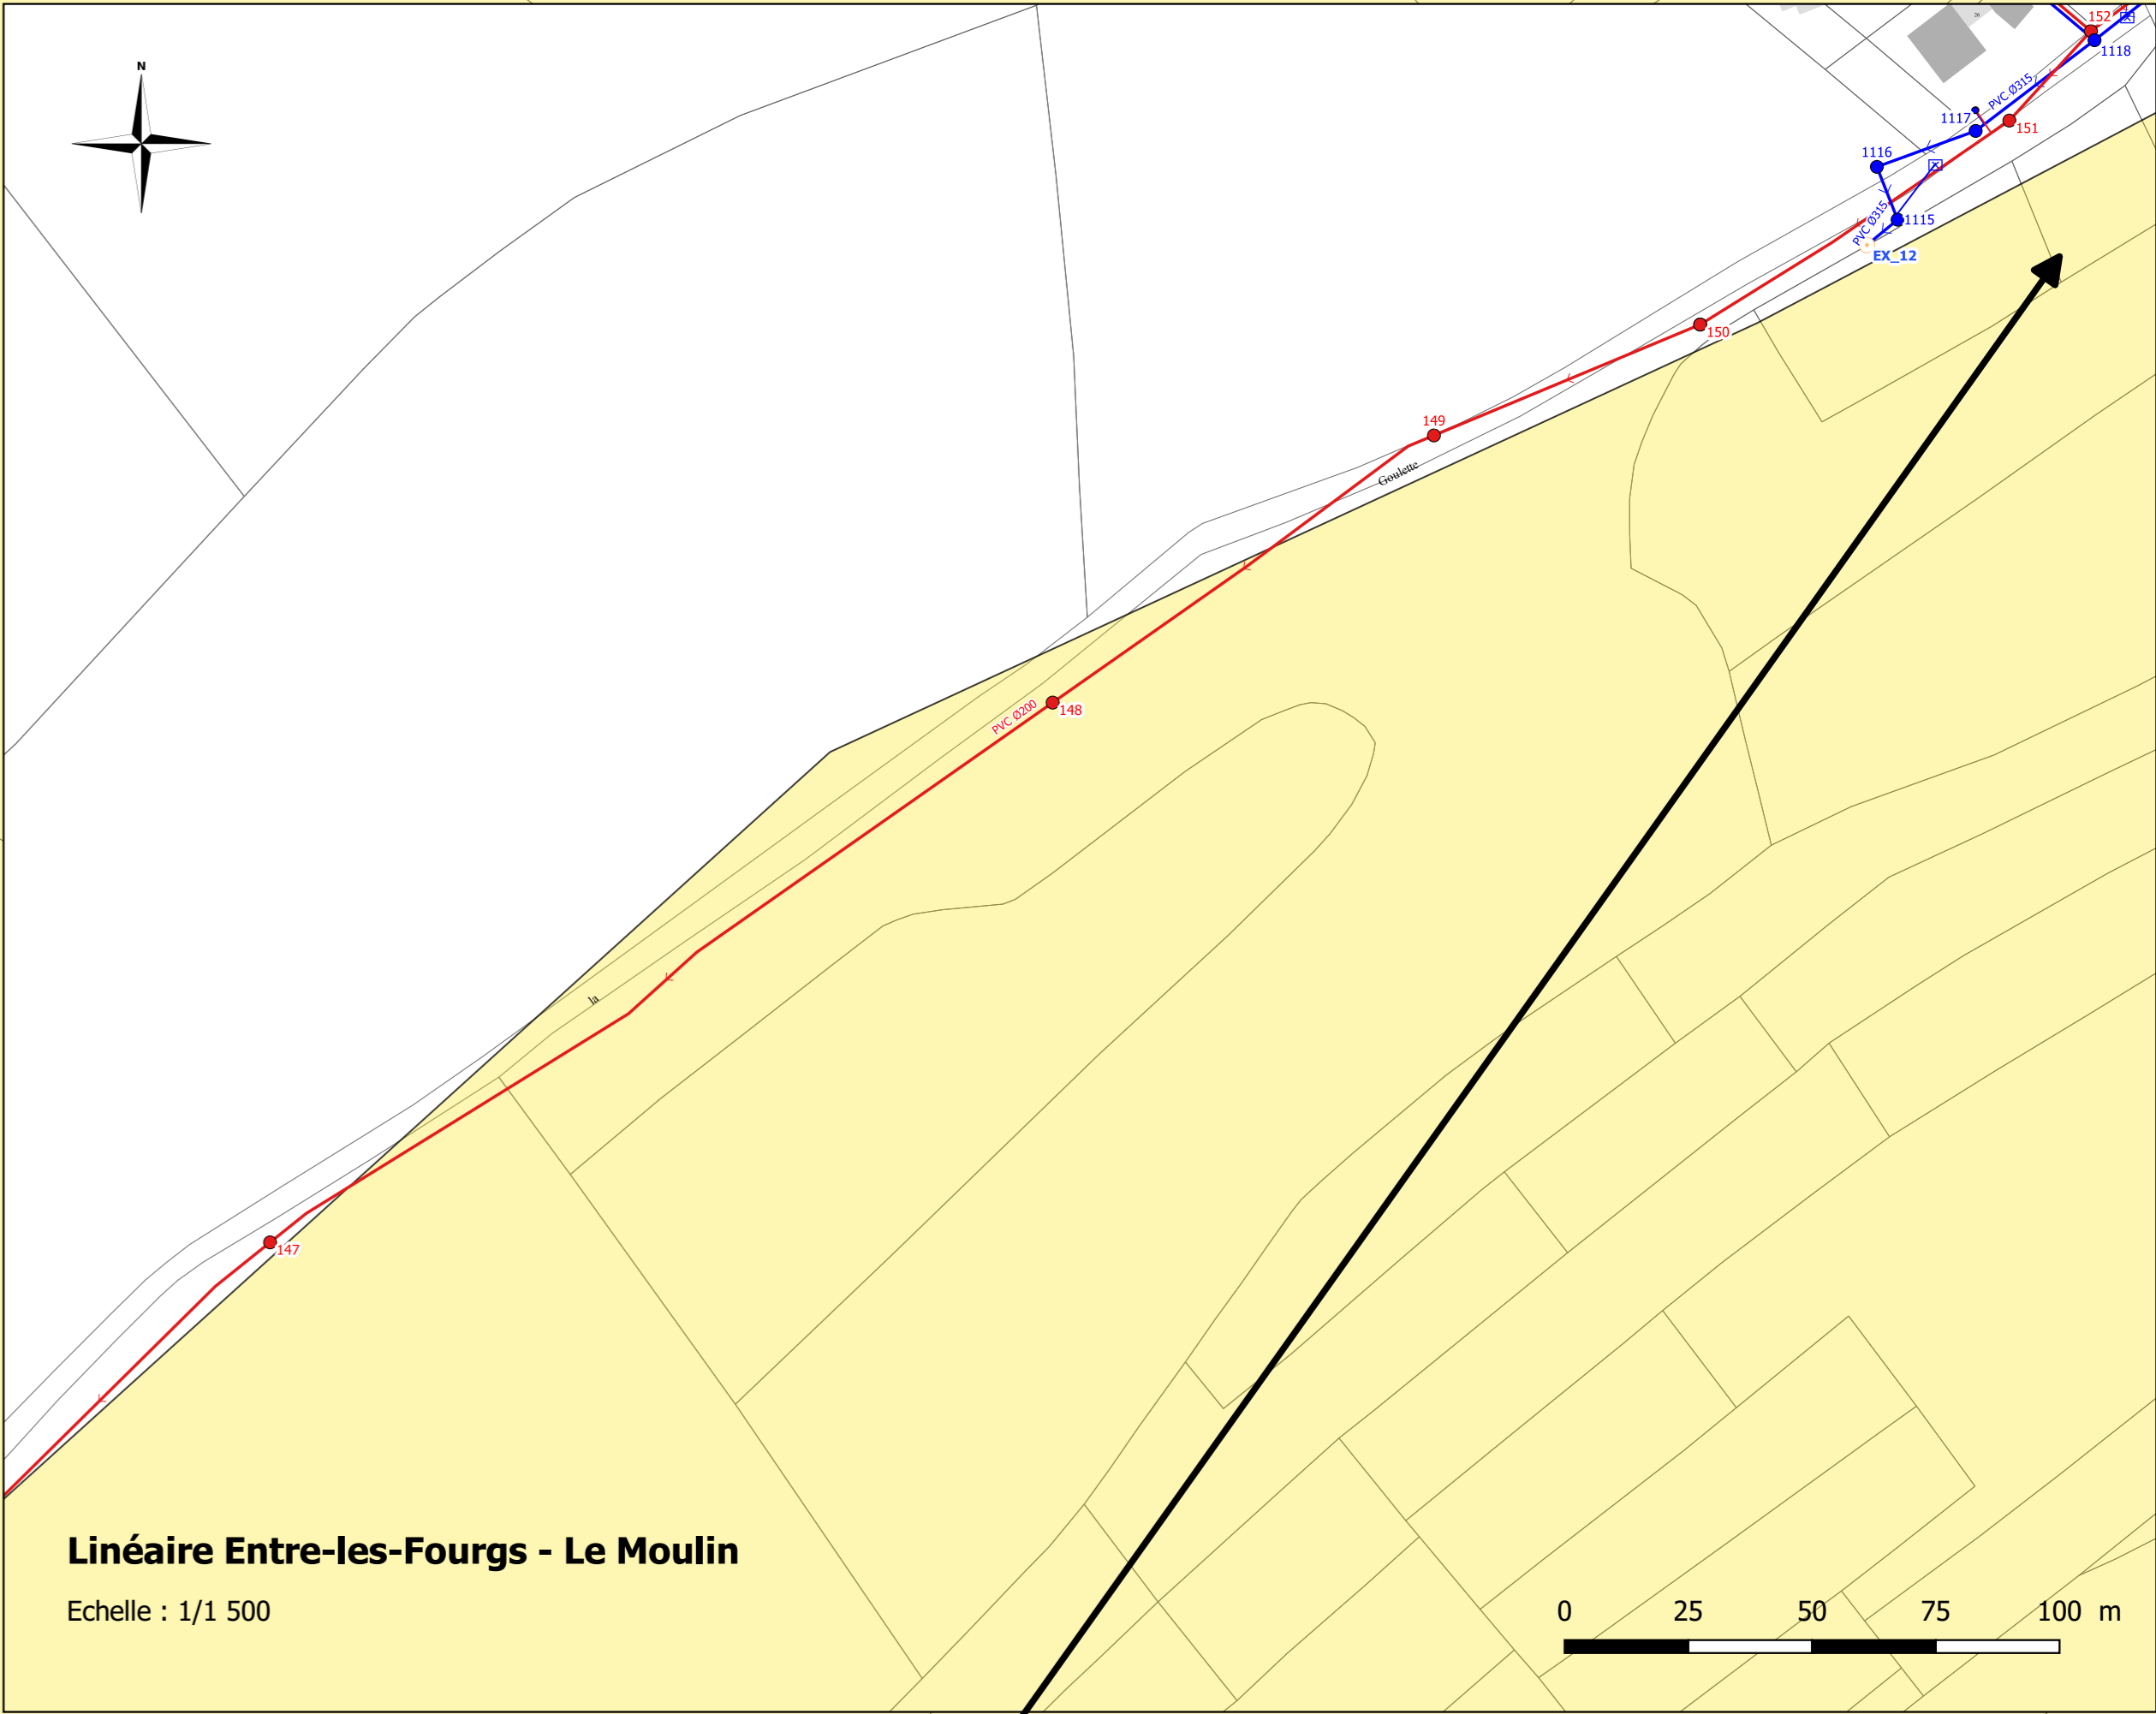 N
26
152
1118
PVC Ø315
1117
151
1116
PVC Ø315
1115
EX_12
150
149
Goulette
148
PVC Ø200
la
147
Linéaire Entre-les-Fourgs - Le Moulin
Echelle : 1/1 500
0 25 50 75 100 m